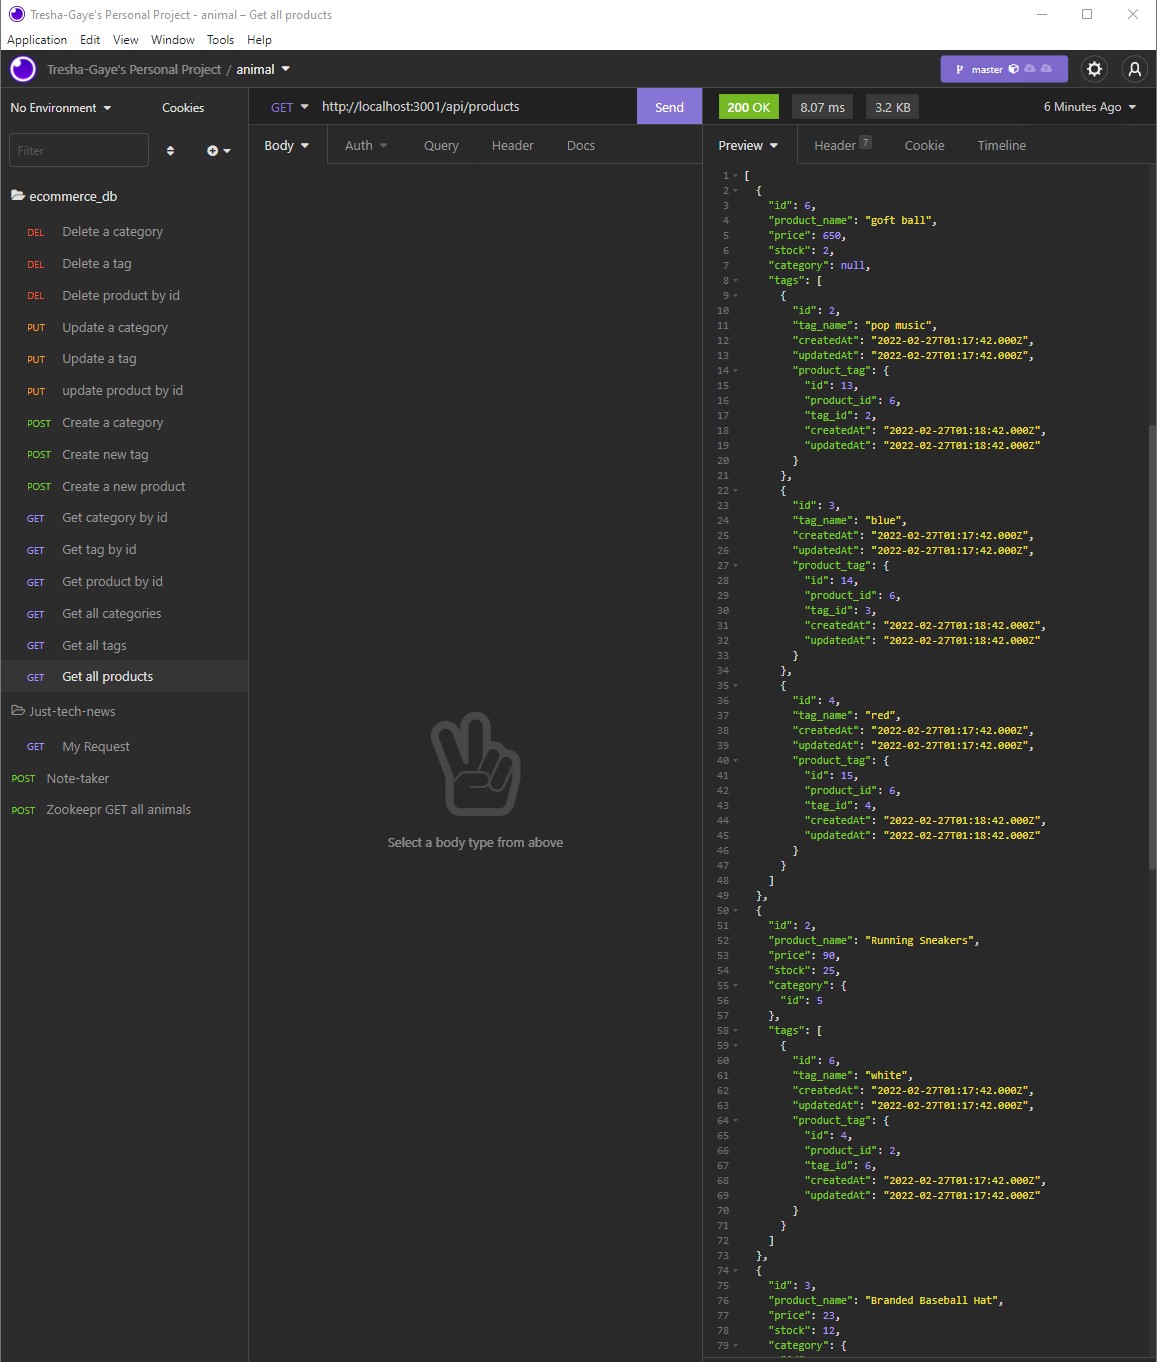 Tresha-Gaye's Personal Project - animal – Get all products
Application Edit View Window Tools Help
Tresha-Gaye's Personal Project / animal
master
No Environment Cookies
GET http://localhost:3001/api/products Send
200 OK 8.07 ms 3.2 KB 6 Minutes Ago
Filter
Body Auth Query Header Docs
Preview Header 7 Cookie Timeline
ecommerce_db
DEL Delete a category
DEL Delete a tag
DEL Delete product by id
PUT Update a category
PUT Update a tag
PUT update product by id
POST Create a category
POST Create new tag
POST Create a new product
GET Get category by id
GET Get tag by id
GET Get product by id
GET Get all categories
GET Get all tags
GET Get all products
Just-tech-news
GET My Request
POST Note-taker
POST Zookeepr GET all animals
Select a body type from above
1 [
2 {
3 "id": 6,
4 "product_name": "goft ball",
5 "price": 650,
6 "stock": 2,
7 "category": null,
8 "tags": [
9 {
10 "id": 2,
11 "tag_name": "pop music",
12 "createdAt": "2022-02-27T01:17:42.000Z",
13 "updatedAt": "2022-02-27T01:17:42.000Z",
14 "product_tag": {
15 "id": 13,
16 "product_id": 6,
17 "tag_id": 2,
18 "createdAt": "2022-02-27T01:18:42.000Z",
19 "updatedAt": "2022-02-27T01:18:42.000Z"
20 }
21 },
22 {
23 "id": 3,
24 "tag_name": "blue",
25 "createdAt": "2022-02-27T01:17:42.000Z",
26 "updatedAt": "2022-02-27T01:17:42.000Z",
27 "product_tag": {
28 "id": 14,
29 "product_id": 6,
30 "tag_id": 3,
31 "createdAt": "2022-02-27T01:18:42.000Z",
32 "updatedAt": "2022-02-27T01:18:42.000Z"
33 }
34 },
35 {
36 "id": 4,
37 "tag_name": "red",
38 "createdAt": "2022-02-27T01:17:42.000Z",
39 "updatedAt": "2022-02-27T01:17:42.000Z",
40 "product_tag": {
41 "id": 15,
42 "product_id": 6,
43 "tag_id": 4,
44 "createdAt": "2022-02-27T01:18:42.000Z",
45 "updatedAt": "2022-02-27T01:18:42.000Z"
46 }
47 }
48 ]
49 },
50 {
51 "id": 2,
52 "product_name": "Running Sneakers",
53 "price": 90,
54 "stock": 25,
55 "category": {
56 "id": 5
57 },
58 "tags": [
59 {
60 "id": 6,
61 "tag_name": "white",
62 "createdAt": "2022-02-27T01:17:42.000Z",
63 "updatedAt": "2022-02-27T01:17:42.000Z",
64 "product_tag": {
65 "id": 4,
66 "product_id": 2,
67 "tag_id": 6,
68 "createdAt": "2022-02-27T01:17:42.000Z",
69 "updatedAt": "2022-02-27T01:17:42.000Z"
70 }
71 }
72 ]
73 },
74 {
75 "id": 3,
76 "product_name": "Branded Baseball Hat",
77 "price": 23,
78 "stock": 12,
79 "category": {